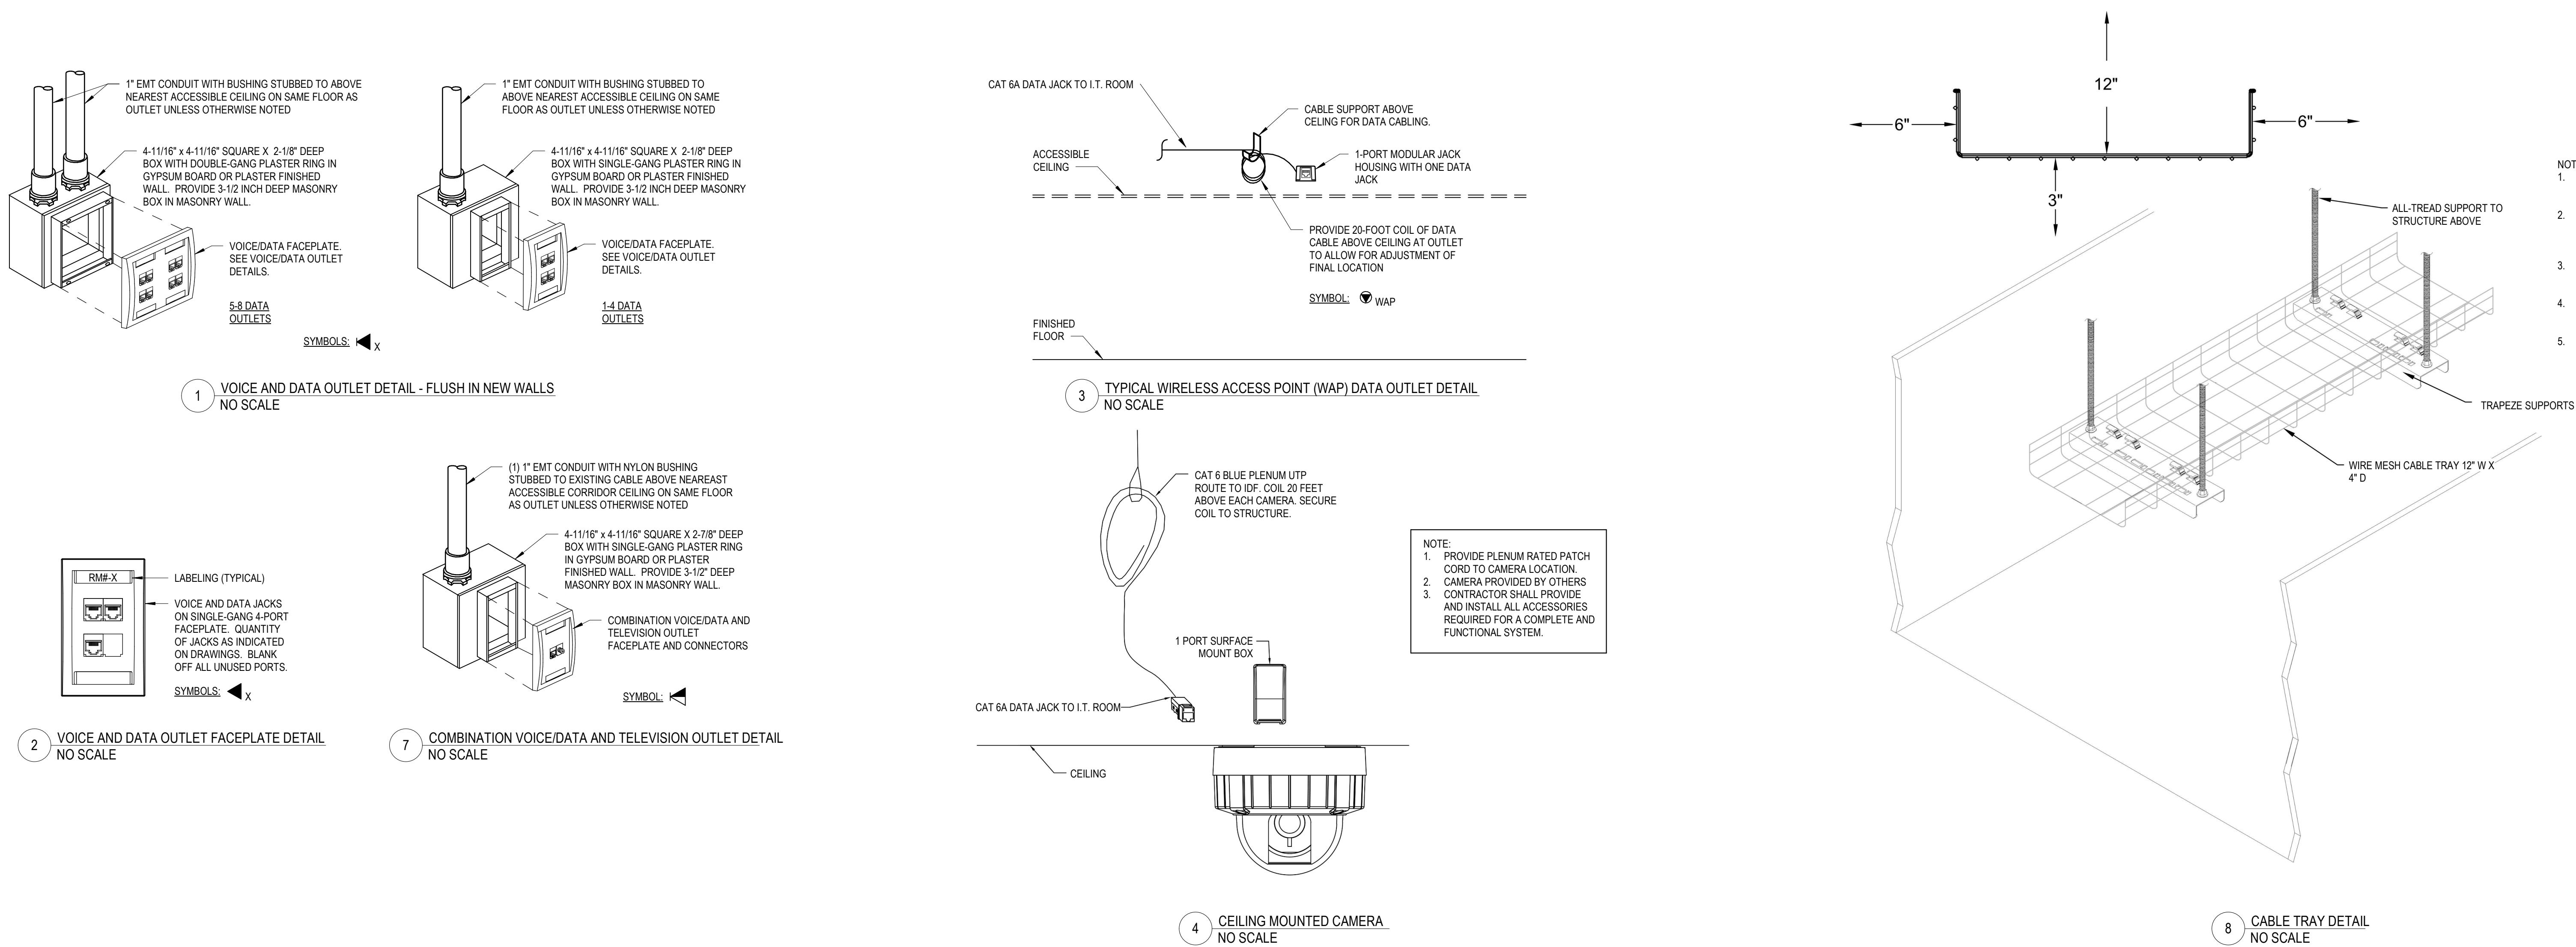 1" EMT CONDUIT WITH BUSHING STUBBED TO ABOVE
NEAREST ACCESSIBLE CEILING ON SAME FLOOR AS
OUTLET UNLESS OTHERWISE NOTED
4-11/16" x 4-11/16" SQUARE X 2-1/8" DEEP
BOX WITH DOUBLE-GANG PLASTER RING IN
GYPSUM BOARD OR PLASTER FINISHED
WALL. PROVIDE 3-1/2 INCH DEEP MASONRY
BOX IN MASONRY WALL.
VOICE/DATA FACEPLATE.
SEE VOICE/DATA OUTLET
DETAILS.
5-8 DATA
OUTLETS
SYMBOLS:
X
1" EMT CONDUIT WITH BUSHING STUBBED TO
ABOVE NEAREST ACCESSIBLE CEILING ON SAME
FLOOR AS OUTLET UNLESS OTHERWISE NOTED
4-11/16" x 4-11/16" SQUARE X 2-1/8" DEEP
BOX WITH SINGLE-GANG PLASTER RING IN
GYPSUM BOARD OR PLASTER FINISHED
WALL. PROVIDE 3-1/2 INCH DEEP MASONRY
BOX IN MASONRY WALL.
VOICE/DATA FACEPLATE.
SEE VOICE/DATA OUTLET
DETAILS.
1-4 DATA
OUTLETS
1 VOICE AND DATA OUTLET DETAIL - FLUSH IN NEW WALLS
NO SCALE
RM#-X
LABELING (TYPICAL)
VOICE AND DATA JACKS
ON SINGLE-GANG 4-PORT
FACEPLATE. QUANTITY
OF JACKS AS INDICATED
ON DRAWINGS. BLANK
OFF ALL UNUSED PORTS.
SYMBOLS:
X
2 VOICE AND DATA OUTLET FACEPLATE DETAIL
NO SCALE
(1) 1" EMT CONDUIT WITH NYLON BUSHING
STUBBED TO EXISTING CABLE ABOVE NEAREAST
ACCESSIBLE CORRIDOR CEILING ON SAME FLOOR
AS OUTLET UNLESS OTHERWISE NOTED
4-11/16" x 4-11/16" SQUARE X 2-7/8" DEEP
BOX WITH SINGLE-GANG PLASTER RING
IN GYPSUM BOARD OR PLASTER
FINISHED WALL. PROVIDE 3-1/2" DEEP
MASONRY BOX IN MASONRY WALL.
COMBINATION VOICE/DATA AND
TELEVISION OUTLET
FACEPLATE AND CONNECTORS
SYMBOL:
7 COMBINATION VOICE/DATA AND TELEVISION OUTLET DETAIL
NO SCALE
CAT 6A DATA JACK TO I.T. ROOM
CABLE SUPPORT ABOVE
CELING FOR DATA CABLING.
ACCESSIBLE
CEILING
1-PORT MODULAR JACK
HOUSING WITH ONE DATA
JACK
PROVIDE 20-FOOT COIL OF DATA
CABLE ABOVE CEILING AT OUTLET
TO ALLOW FOR ADJUSTMENT OF
FINAL LOCATION
SYMBOL: WAP
FINISHED
FLOOR
3 TYPICAL WIRELESS ACCESS POINT (WAP) DATA OUTLET DETAIL
NO SCALE
CAT 6 BLUE PLENUM UTP
ROUTE TO IDF. COIL 20 FEET
ABOVE EACH CAMERA. SECURE
COIL TO STRUCTURE.
1 PORT SURFACE
MOUNT BOX
CAT 6A DATA JACK TO I.T. ROOM
CEILING
NOTE:
1. PROVIDE PLENUM RATED PATCH
CORD TO CAMERA LOCATION.
2. CAMERA PROVIDED BY OTHERS
3. CONTRACTOR SHALL PROVIDE
AND INSTALL ALL ACCESSORIES
REQUIRED FOR A COMPLETE AND
FUNCTIONAL SYSTEM.
4 CEILING MOUNTED CAMERA
NO SCALE
12"
6"
6"
3"
ALL-TREAD SUPPORT TO
STRUCTURE ABOVE
TRAPEZE SUPPORTS
WIRE MESH CABLE TRAY 12" W X
4" D
8 CABLE TRAY DETAIL
NO SCALE
NOT
1.
2.
3.
4.
5.